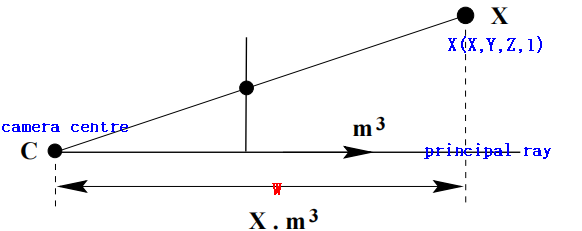 X
X(X,Y,Z,1)
camera centre
m³
C
principal ray
W
X . m³